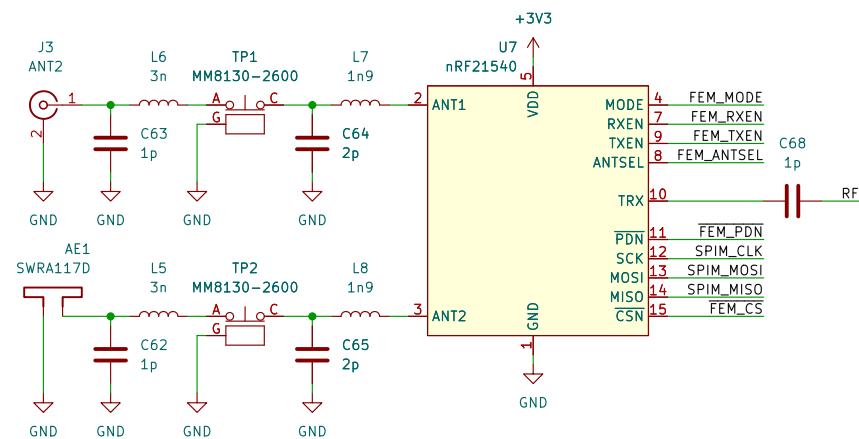 +3V3
J3
ANT2
L6
3n
TP1
MM8130-2600
L7
1n9
U7
nRF21540
1
2
A
C
G
2
5
ANT1
VDD
MODE
4
FEM_MODE
RXEN
7
FEM_RXEN
TXEN
9
FEM_TXEN
ANTSEL
8
FEM_ANTSEL
C63
1p
C64
2p
C68
1p
TRX
10
RF
GND
GND
GND
GND
PDN
11
FEM_PDN
SCK
12
SPIM_CLK
MOSI
13
SPIM_MOSI
MISO
14
SPIM_MISO
CSN
15
FEM_CS
AE1
SWRA117D
L5
3n
TP2
MM8130-2600
L8
1n9
A
C
G
3
ANT2
GND
1
C62
1p
C65
2p
GND
GND
GND
GND
GND